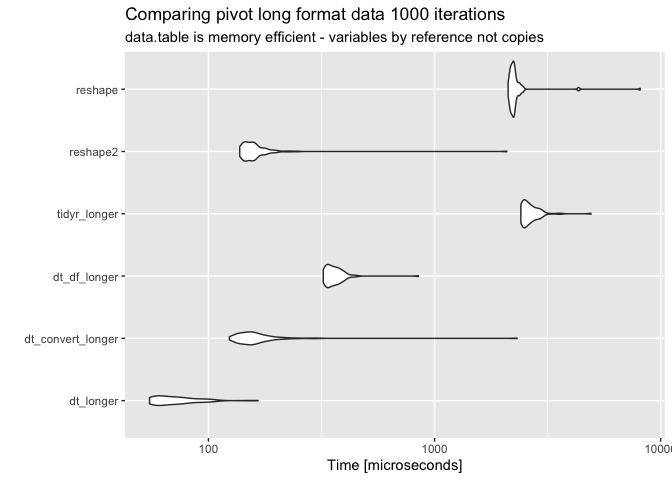 Comparing pivot long format data 1000 iterations
data.table is memory efficient - variables by reference not copies
reshape
reshape2
tidyr_longer
dt_df_longer
dt_convert_longer
dt_longer
100 1000 1000
Time [microseconds]